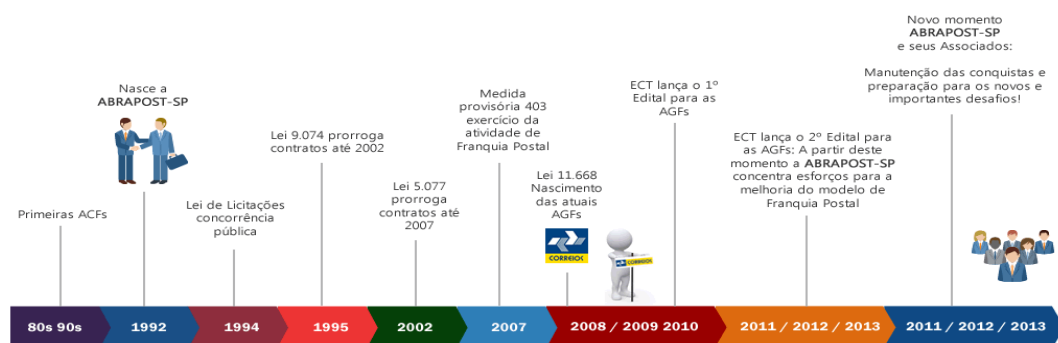 Primeiras ACFs
Nasce a
ABRAPOST-SP
Lei de Licitações
concorrência
pública
Lei 9.074 prorroga
contratos até 2002
Lei 5.077
prorroga
contratos até
2007
Medida
provisória 403
exercício da
atividade de
Franquia Postal
Lei 11.668
Nascimento
das atuais
AGFs
CORREIOS
CORREIOS
ECT lança o 1º
Edital para as
AGFs
ECT lança o 2º Edital para
as AGFs: A partir deste
momento a ABRAPOST-SP
concentra esforços para a
melhoria do modelo de
Franquia Postal
Novo momento
ABRAPOST-SP
e seus Associados:
Manutenção das conquistas e
preparação para os novos e
importantes desafios!
80s 90s
1992
1994
1995
2002
2007
2008 / 2009 2010
2011 / 2012 / 2013
2011 / 2012 / 2013